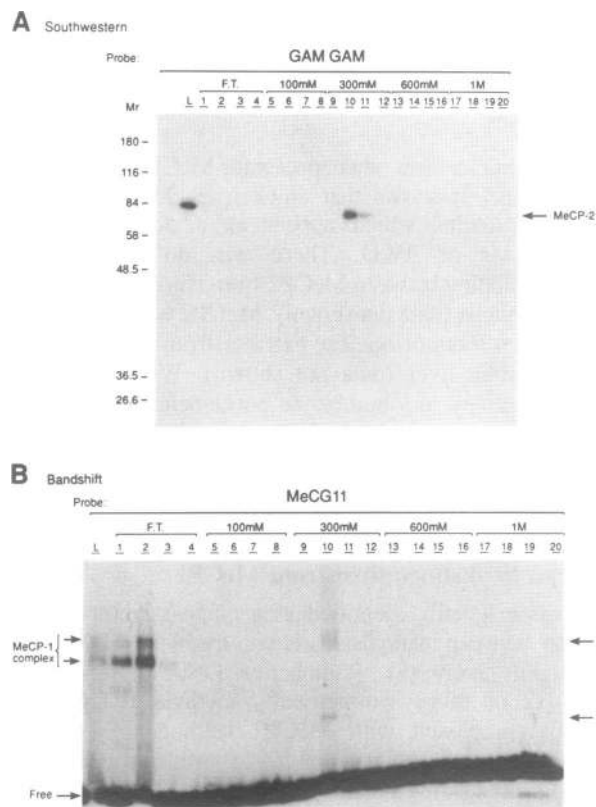 A Southwestern
Probe: GAM GAM
F.T. 100mM 300mM 600mM 1M
L 1 2 3 4 5 6 7 8 9 10 11 12 13 14 15 16 17 18 19 20
Mr
180 –
116 –
84 –
← MeCP-2
58 –
48.5 –
36.5 –
26.6 –
B Bandshift
Probe: MeCG11
F.T. 100mM 300mM 600mM 1M
L 1 2 3 4 5 6 7 8 9 10 11 12 13 14 15 16 17 18 19 20
MeCP-1
complex
Free